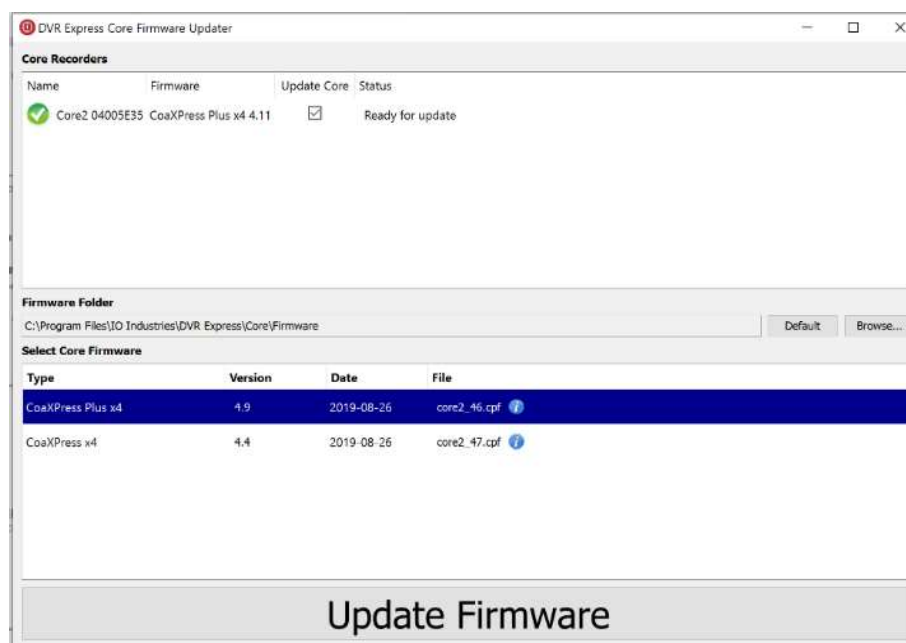 DVR Express Core Firmware Updater
Core Recorders
Name Firmware Update Core Status
Core2 04005E35 CoaXPress Plus x4 4.11 Ready for update
Firmware Folder
C:\Program Files\IO Industries\DVR Express\Core\Firmware Default Browse...
Select Core Firmware
Type Version Date File
CoaXPress Plus x4 4.9 2019-08-26 core2_46.cpf
CoaXPress x4 4.4 2019-08-26 core2_47.cpf
Update Firmware